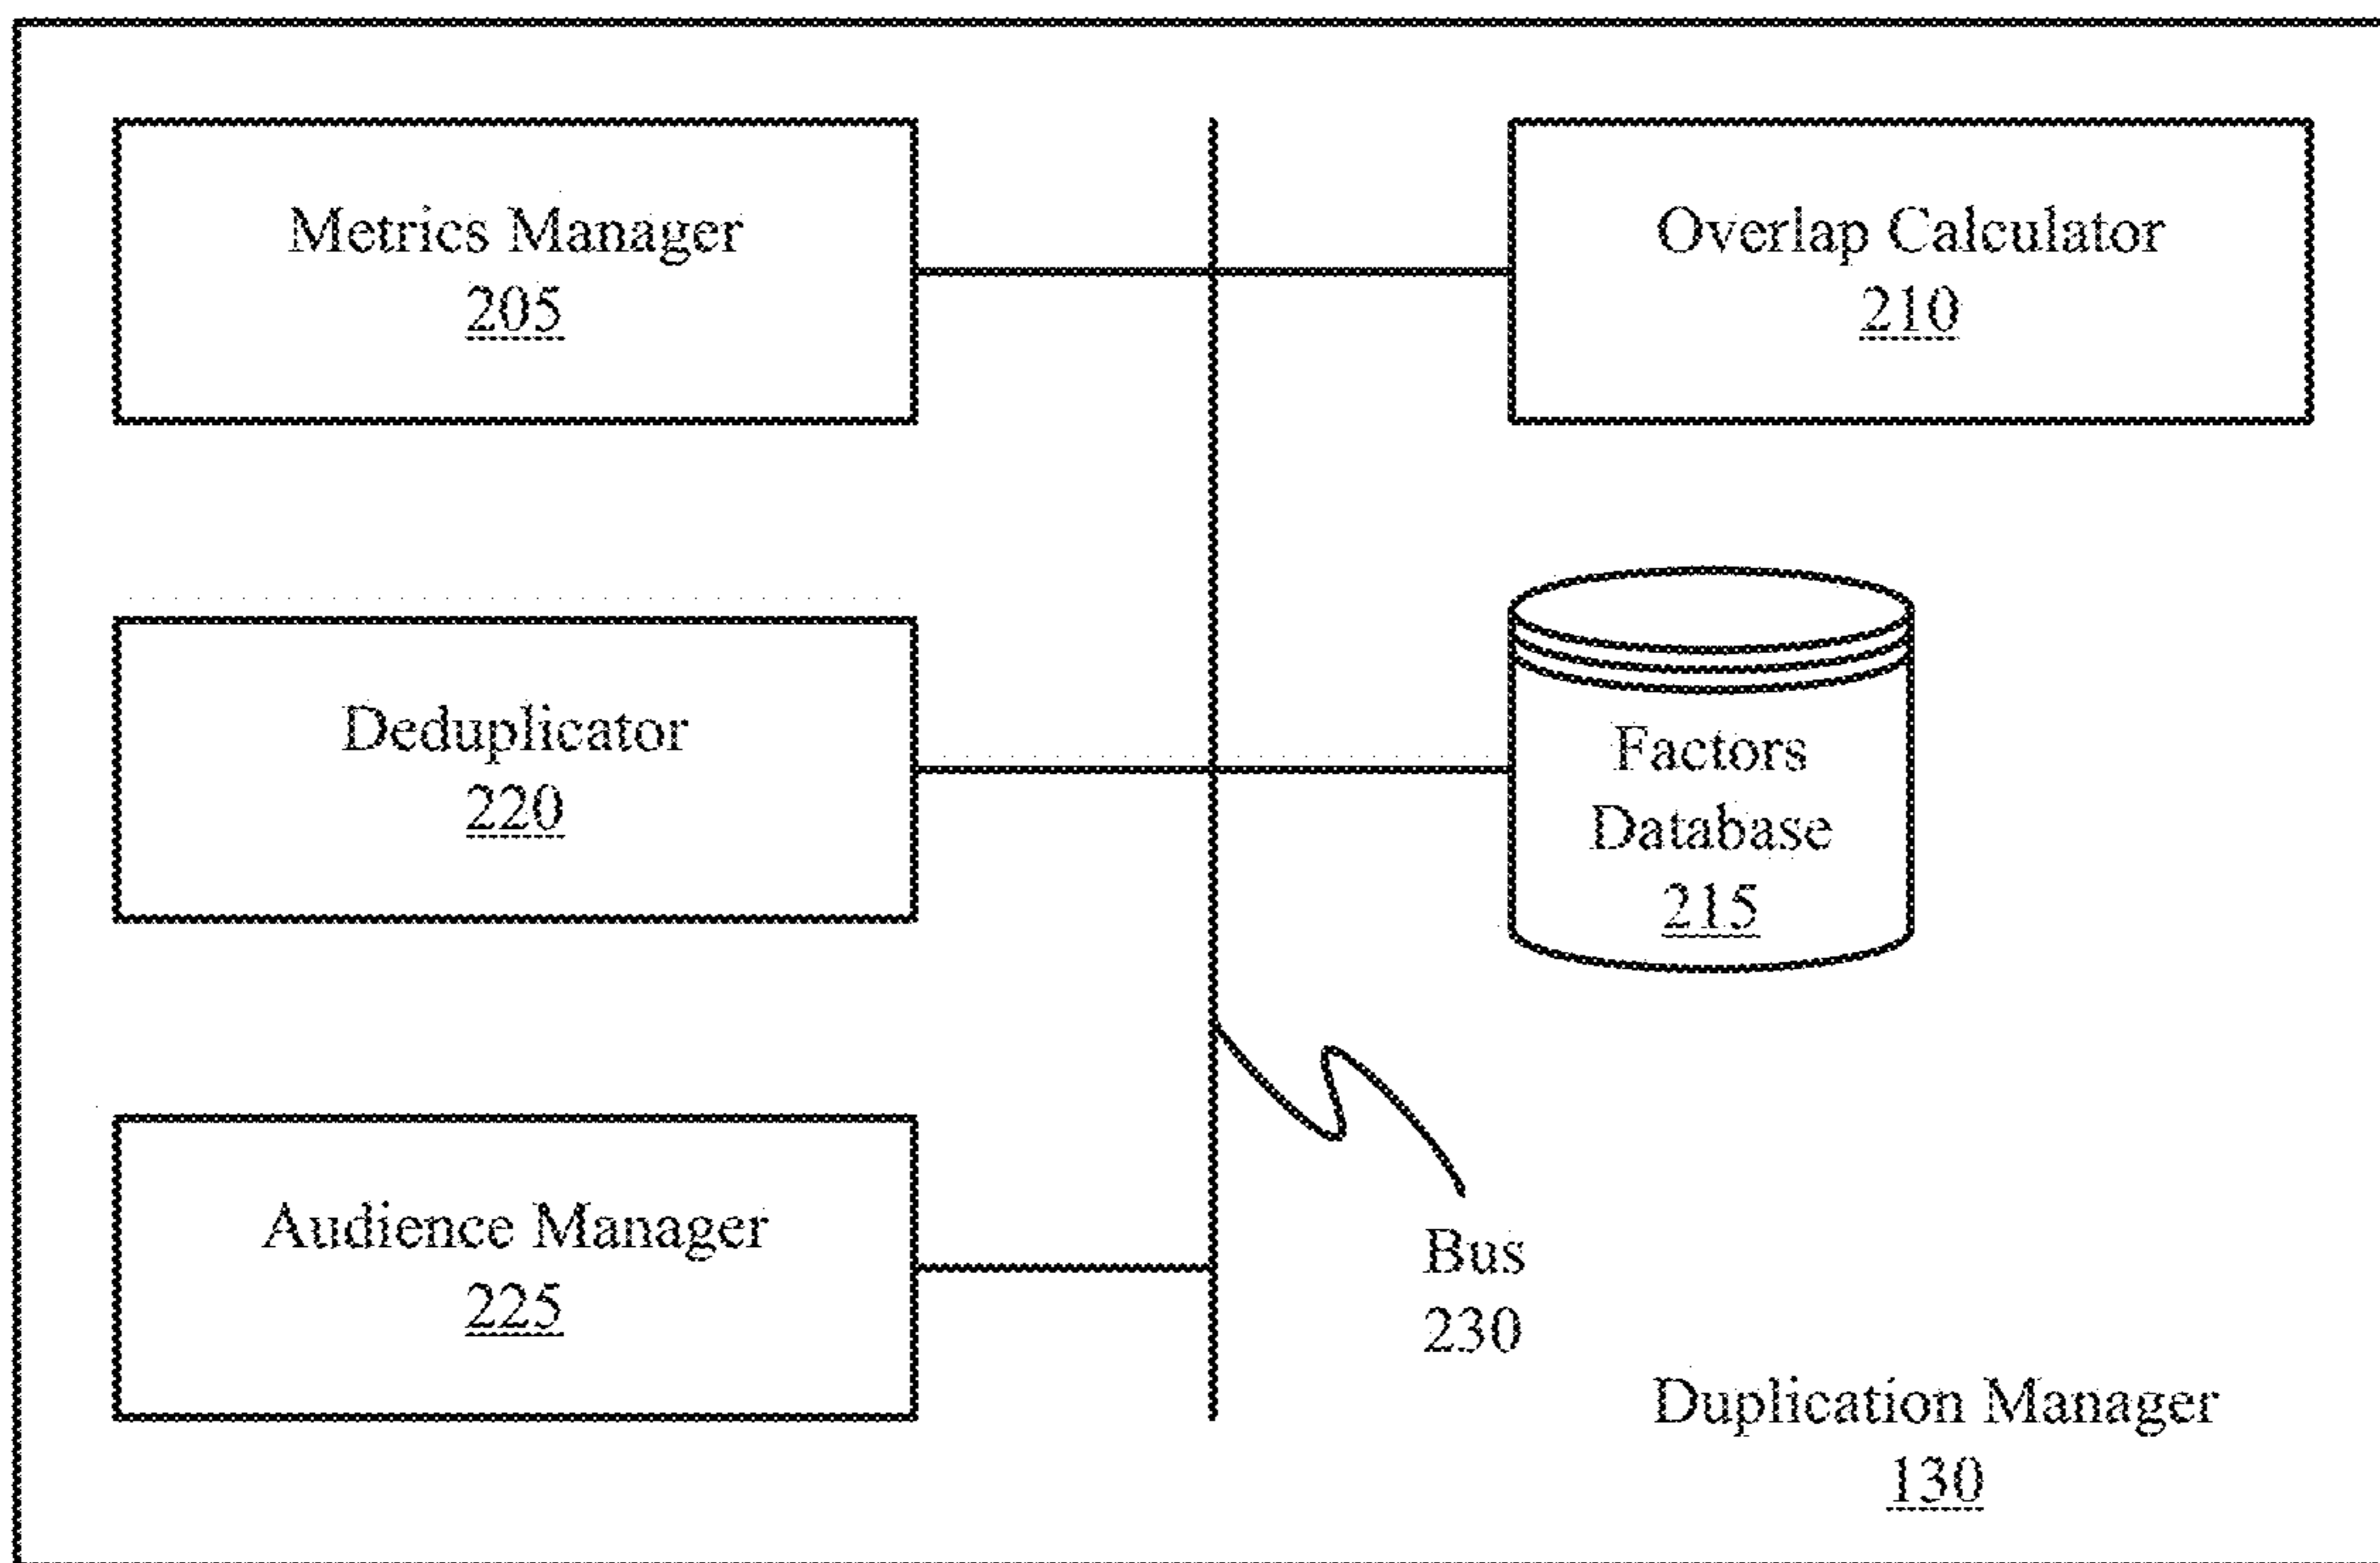 Metrics Manager
205
Overlap Calculator
210
Deduplicator
220
Factors
Database
215
Audience Manager
225
Bus
230
Duplication Manager
130